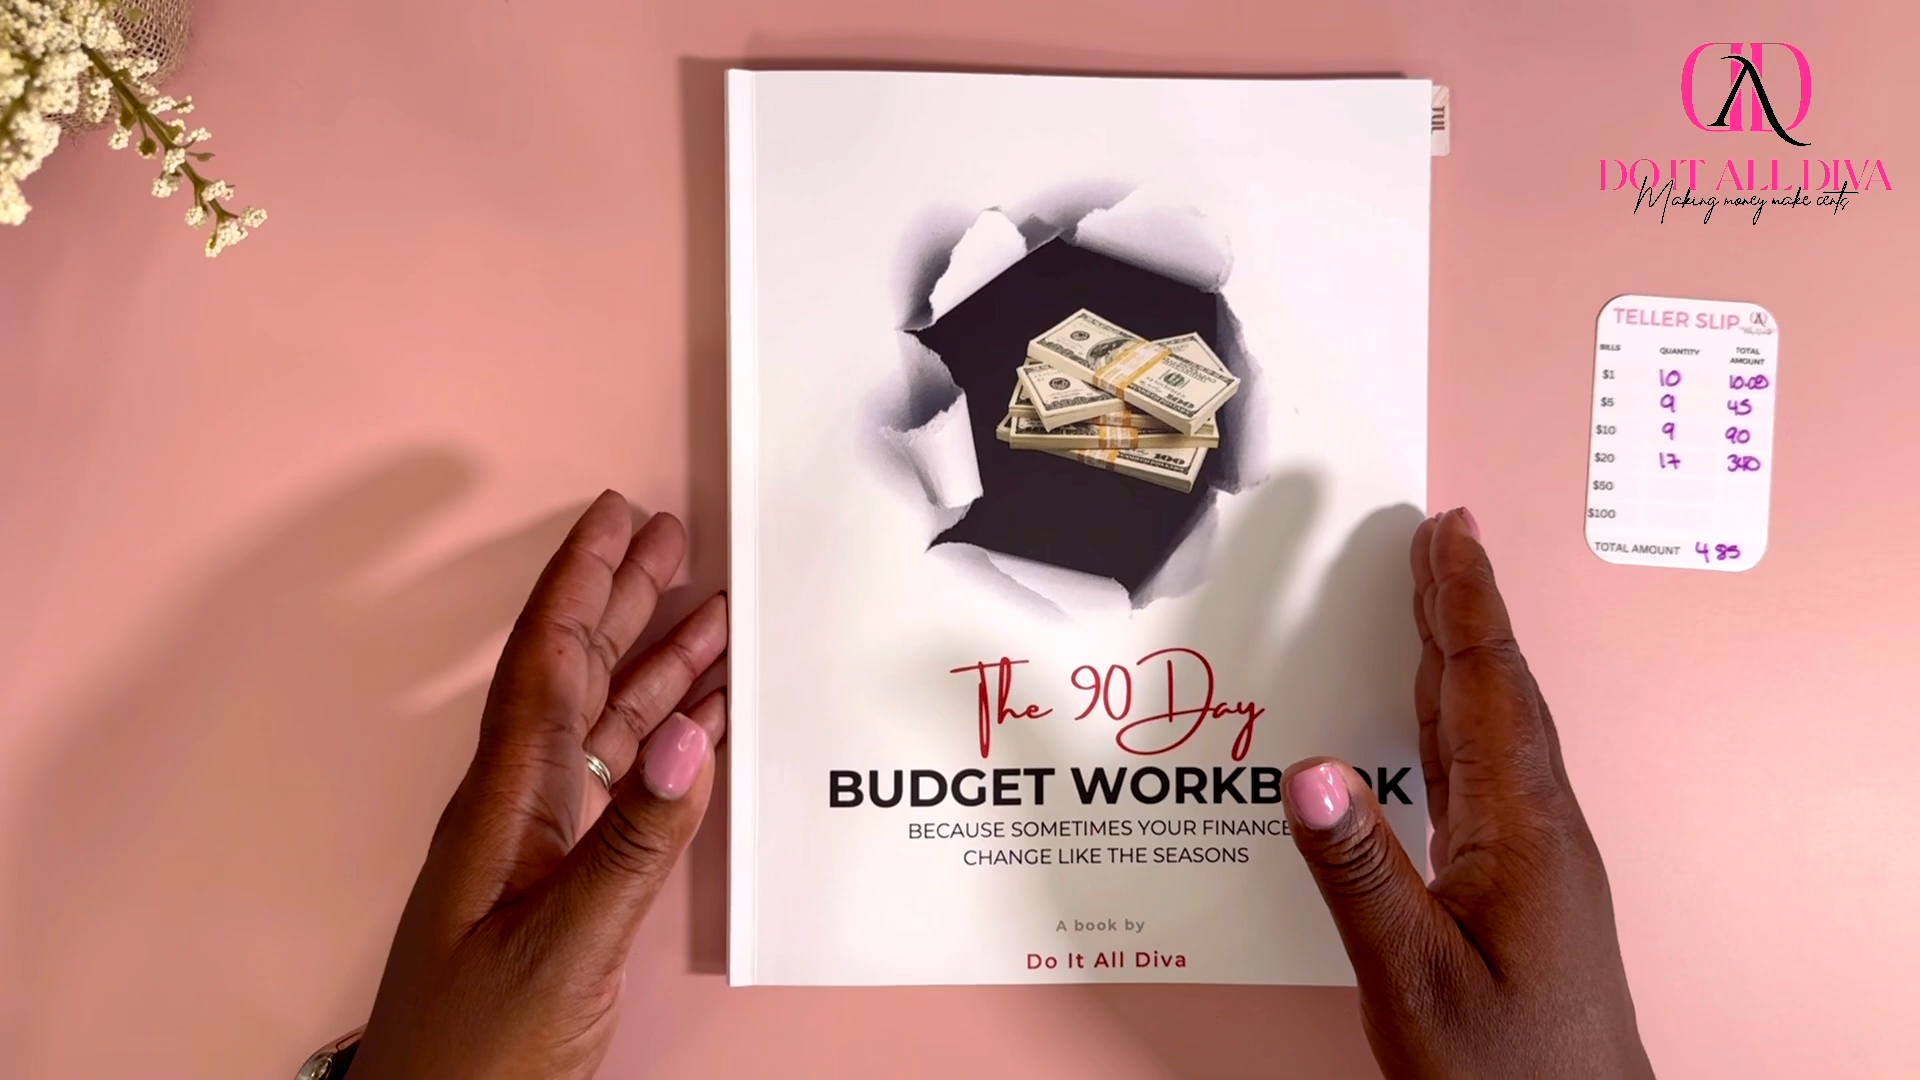 DO IT ALL DIVA
Making money make cents
TELLER SLIP
BILLS QUANTITY TOTAL AMOUNT
$1 10 10.00
$5 9 45
$10 9 90
$20 17 340
$50
$100
TOTAL AMOUNT 485
100
100
The 90 Day
BUDGET WORKB K
BECAUSE SOMETIMES YOUR FINANCE
CHANGE LIKE THE SEASONS
A book by
Do It All Diva